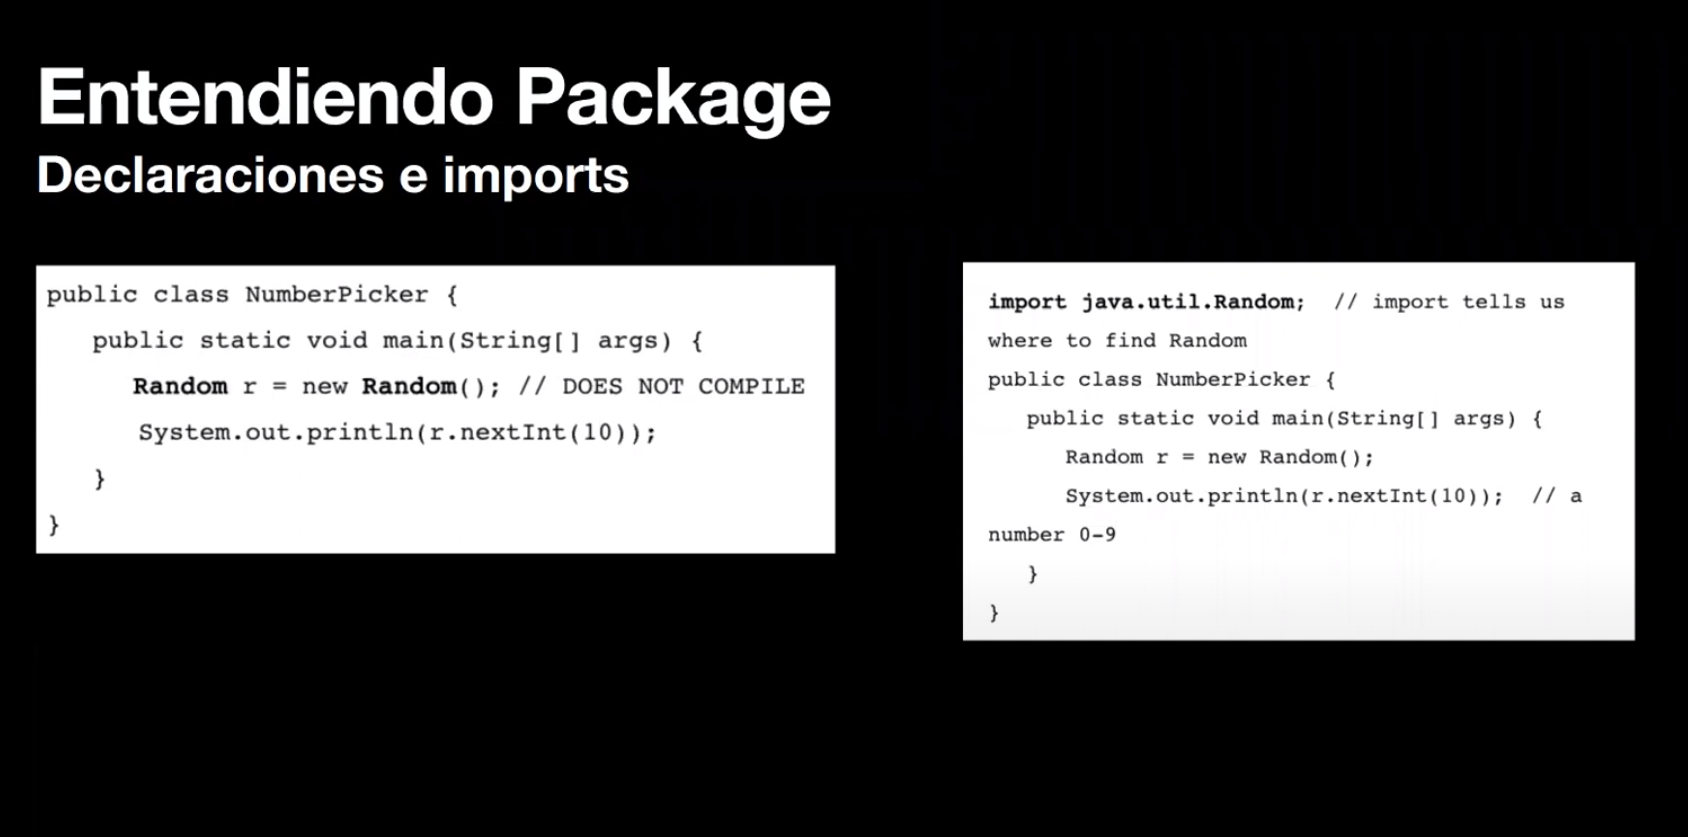 Entendiendo Package
Declaraciones e imports
public class NumberPicker {
public static void main(String[] args) {
Random r = new Random(); // DOES NOT COMPILE
System.out.println(r.nextInt(10));
}
}
import java.util.Random; // import tells us
where to find Random
public class NumberPicker {
public static void main(String[] args) {
Random r = new Random();
System.out.println(r.nextInt(10)); // a
number 0-9
}
}